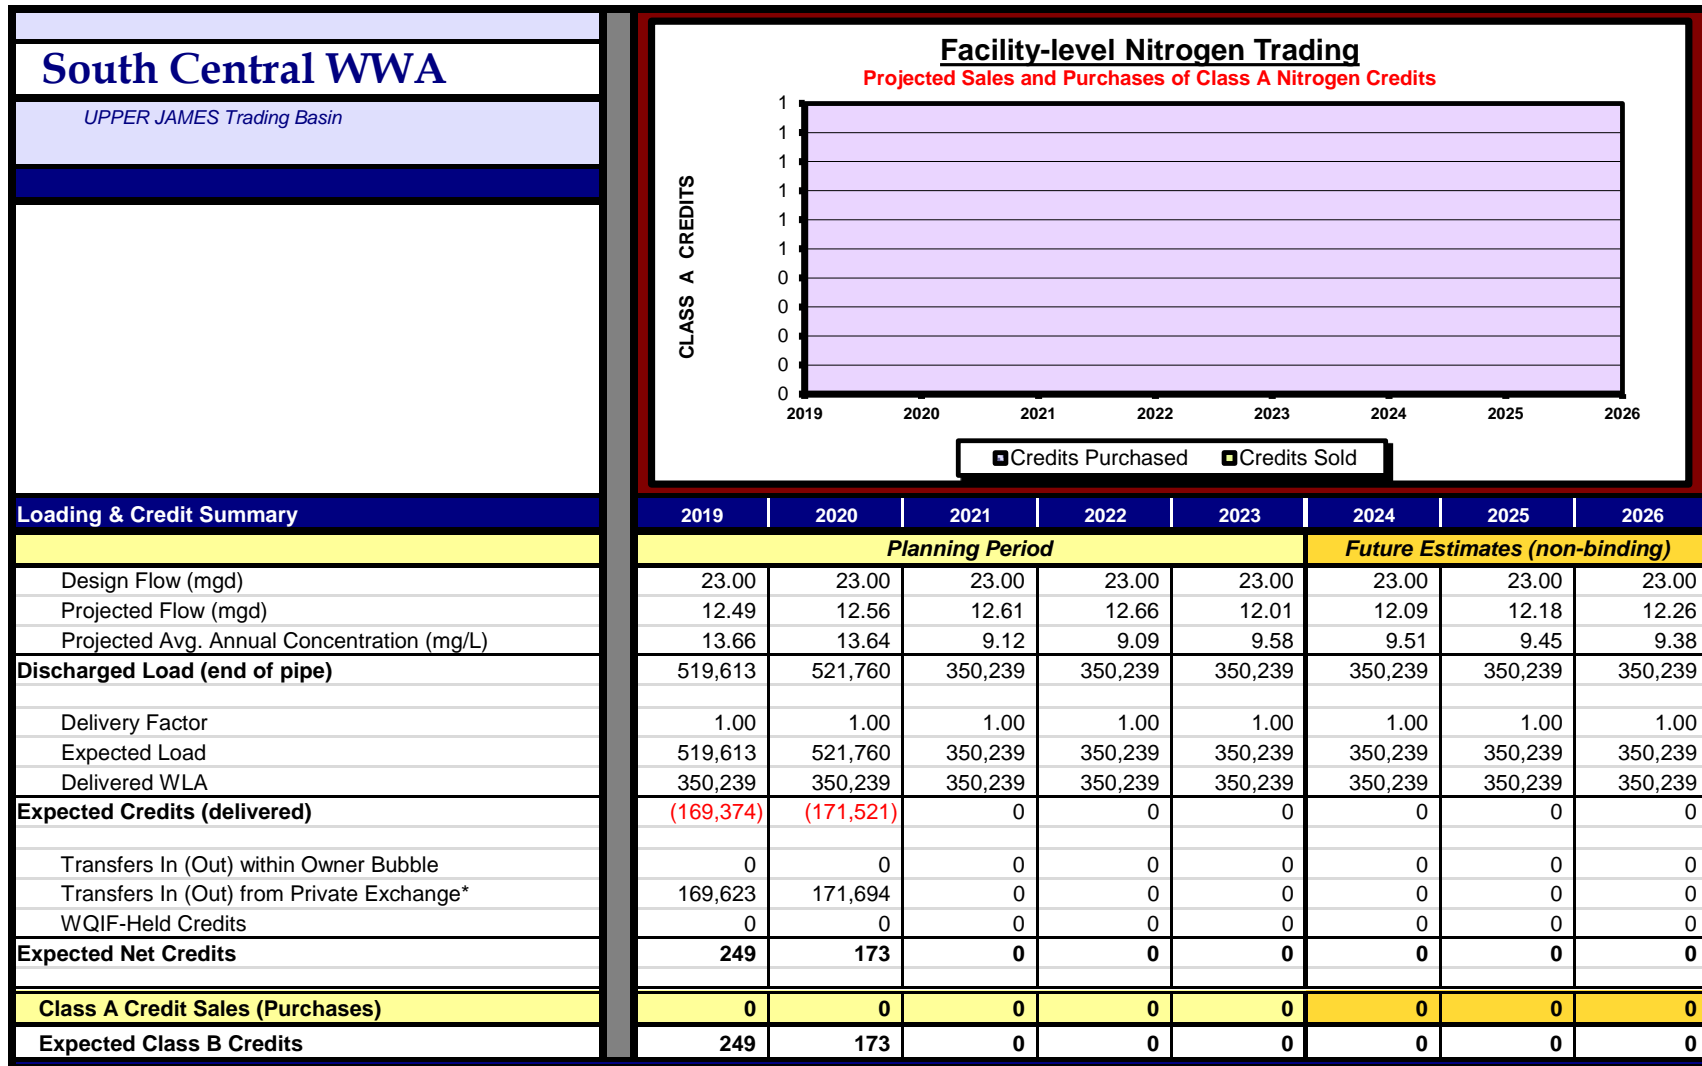 South Central WWA
UPPER JAMES Trading Basin
Facility-level Nitrogen Trading
Projected Sales and Purchases of Class A Nitrogen Credits
CLASS A CREDITS
1
1
1
1
1
1
0
0
0
0
0
2019 2020 2021 2022 2023 2024 2025 2026
Credits Purchased Credits Sold
Loading & Credit Summary 2019 2020 2021 2022 2023 2024 2025 2026
Planning Period Future Estimates (non-binding)
Design Flow (mgd) 23.00 23.00 23.00 23.00 23.00 23.00 23.00 23.00
Projected Flow (mgd) 12.49 12.56 12.61 12.66 12.01 12.09 12.18 12.26
Projected Avg. Annual Concentration (mg/L) 13.66 13.64 9.12 9.09 9.58 9.51 9.45 9.38
Discharged Load (end of pipe) 519,613 521,760 350,239 350,239 350,239 350,239 350,239 350,239
Delivery Factor 1.00 1.00 1.00 1.00 1.00 1.00 1.00 1.00
Expected Load 519,613 521,760 350,239 350,239 350,239 350,239 350,239 350,239
Delivered WLA 350,239 350,239 350,239 350,239 350,239 350,239 350,239 350,239
Expected Credits (delivered) (169,374) (171,521) 0 0 0 0 0 0
Transfers In (Out) within Owner Bubble 0 0 0 0 0 0 0 0
Transfers In (Out) from Private Exchange* 169,623 171,694 0 0 0 0 0 0
WQIF-Held Credits 0 0 0 0 0 0 0 0
Expected Net Credits 249 173 0 0 0 0 0 0
Class A Credit Sales (Purchases) 0 0 0 0 0 0 0 0
Expected Class B Credits 249 173 0 0 0 0 0 0